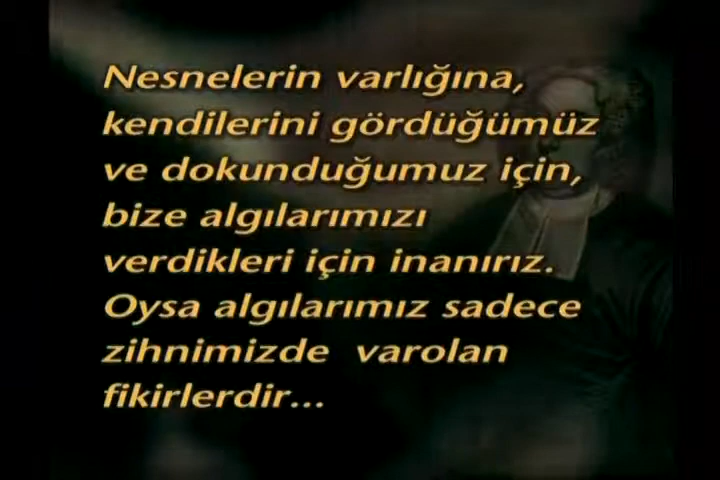 Nesnelerin varlığına,
kendilerini gördüğümüz
ve dokunduğumuz için,
bize algılarımızı
verdikleri için inanırız.
Oysa algılarımız sadece
zihnimizde varolan
fikirlerdir...